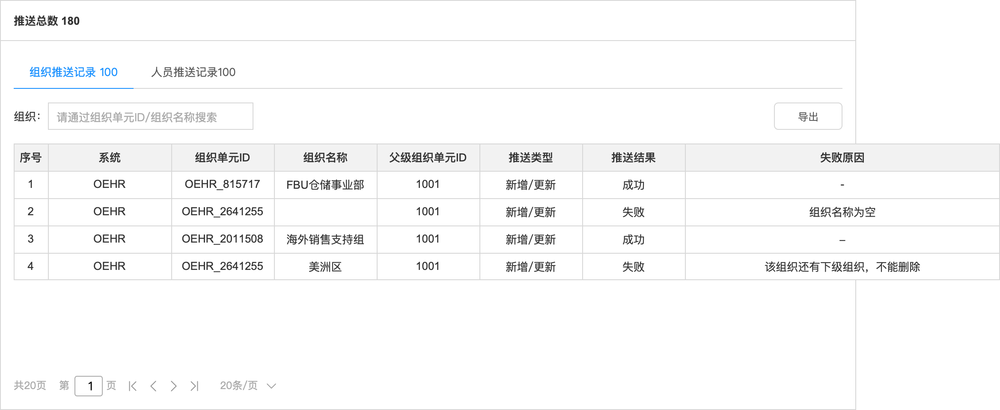 推送总数 180
组织推送记录 100 人员推送记录100
组织： 请通过组织单元ID/组织名称搜索 导出
序号 系统 组织单元ID 组织名称 父级组织单元ID 推送类型 推送结果 失败原因
1 OEHR OEHR_815717 FBU仓储事业部 1001 新增/更新 成功 -
2 OEHR OEHR_2641255 1001 新增/更新 失败 组织名称为空
3 OEHR OEHR_2011508 海外销售支持组 1001 新增/更新 成功 –
4 OEHR OEHR_2641255 美洲区 1001 新增/更新 失败 该组织还有下级组织，不能删除
共20页 第 1 页 20条/页